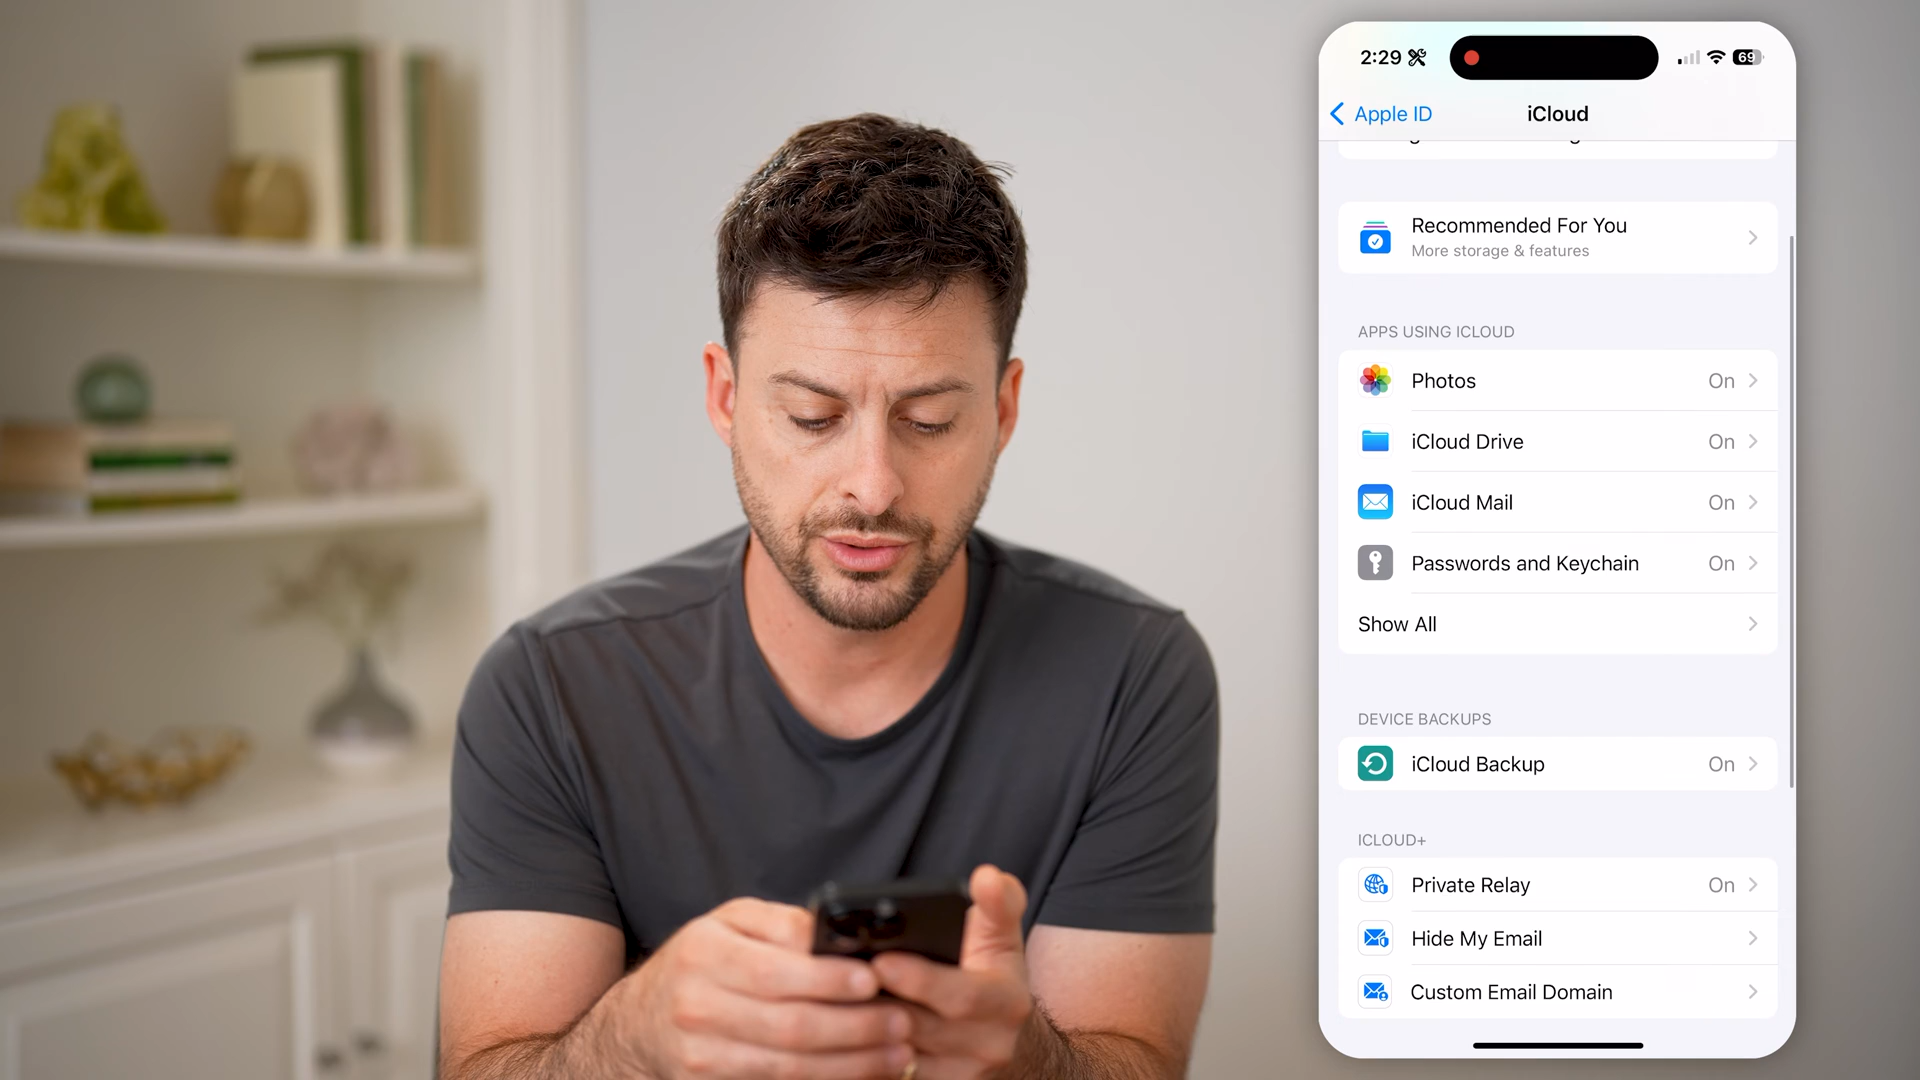 2:29
69
Apple ID
iCloud
Recommended For You
More storage & features
APPS USING ICLOUD
Photos On
iCloud Drive On
iCloud Mail On
Passwords and Keychain On
Show All
DEVICE BACKUPS
iCloud Backup On
ICLOUD+
Private Relay On
Hide My Email
Custom Email Domain